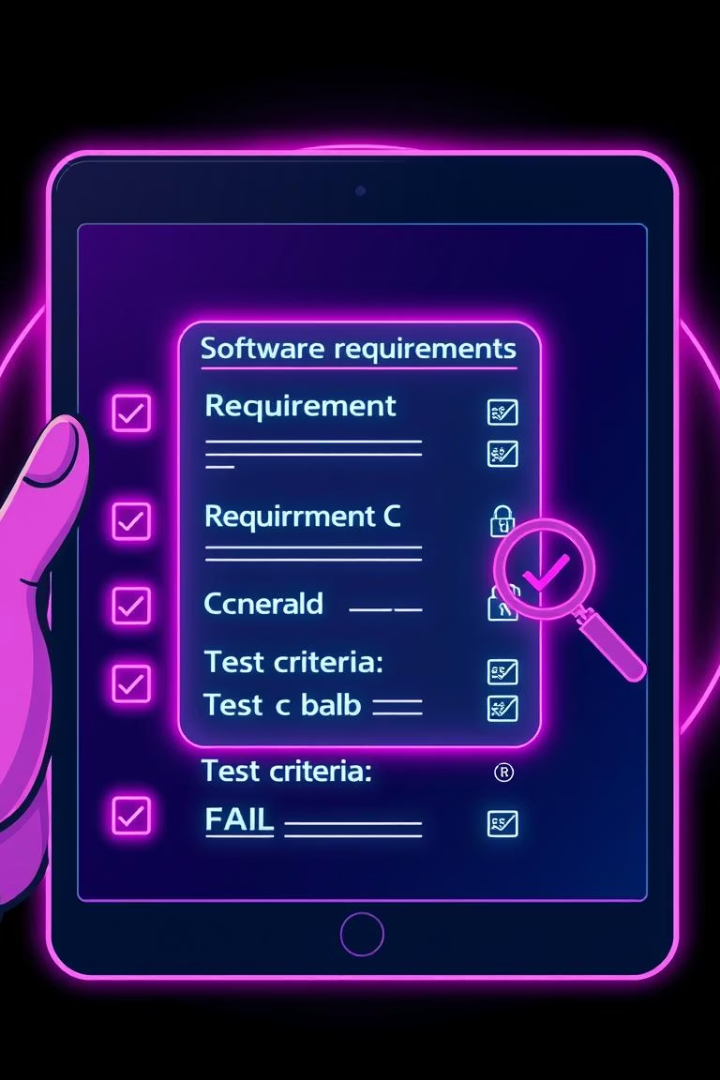 Software requirements
Requirement
Requirrment C
Ccnerald
Test criteria:
Test c balb
Test criteria:
®
FAIL